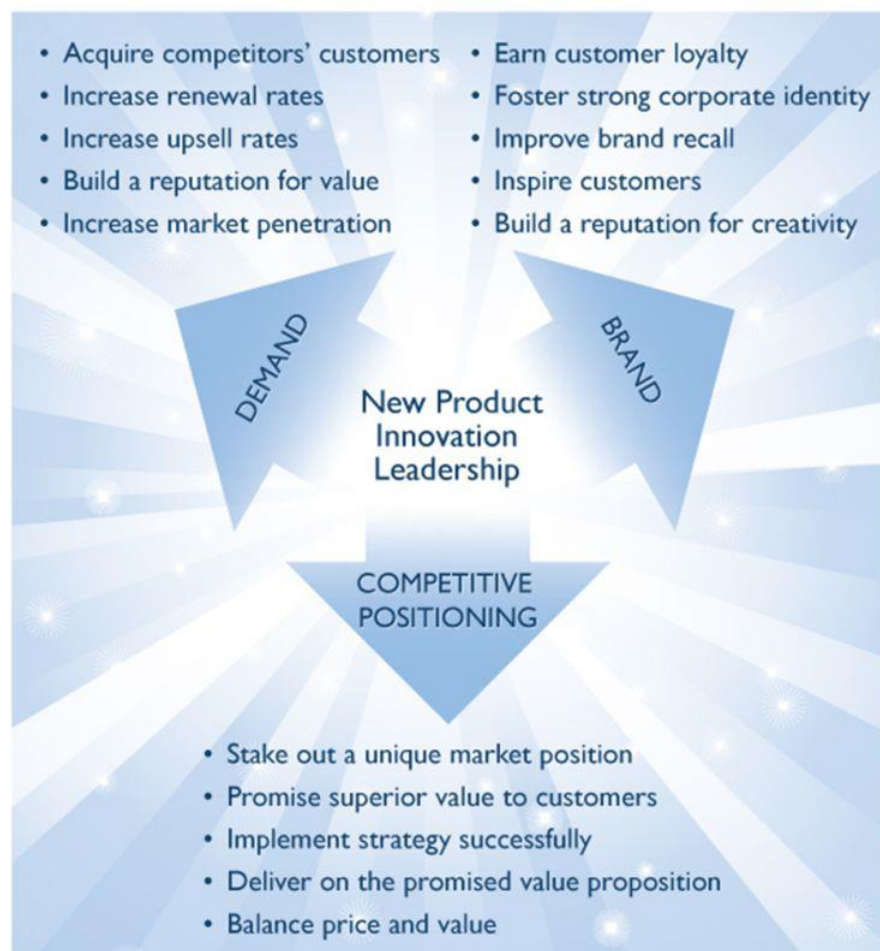 • Acquire competitors’ customers
• Increase renewal rates
• Increase upsell rates
• Build a reputation for value
• Increase market penetration
• Earn customer loyalty
• Foster strong corporate identity
• Improve brand recall
• Inspire customers
• Build a reputation for creativity
DEMAND
BRAND
New Product
Innovation
Leadership
COMPETITIVE
POSITIONING
• Stake out a unique market position
• Promise superior value to customers
• Implement strategy successfully
• Deliver on the promised value proposition
• Balance price and value